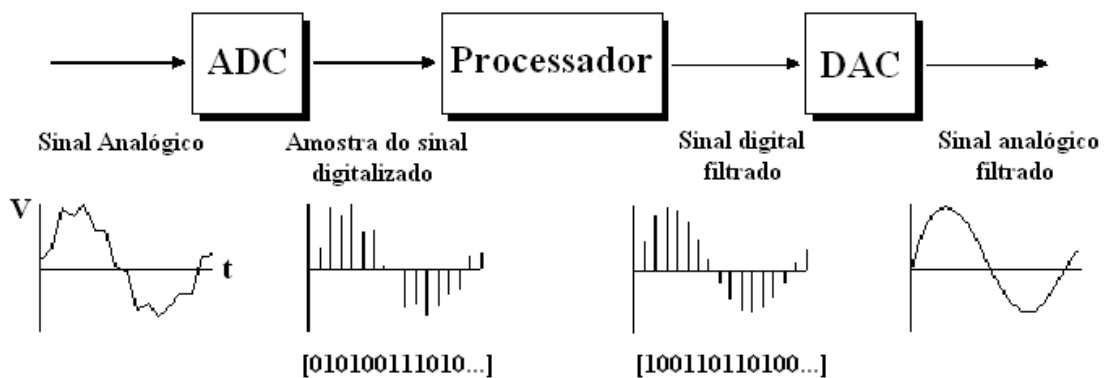 ADC
Processador
DAC
Sinal Analógico
Amostra do sinal
digitalizado
Sinal digital
filtrado
Sinal analógico
filtrado
V
t
[010100111010...]
[100110110100...]